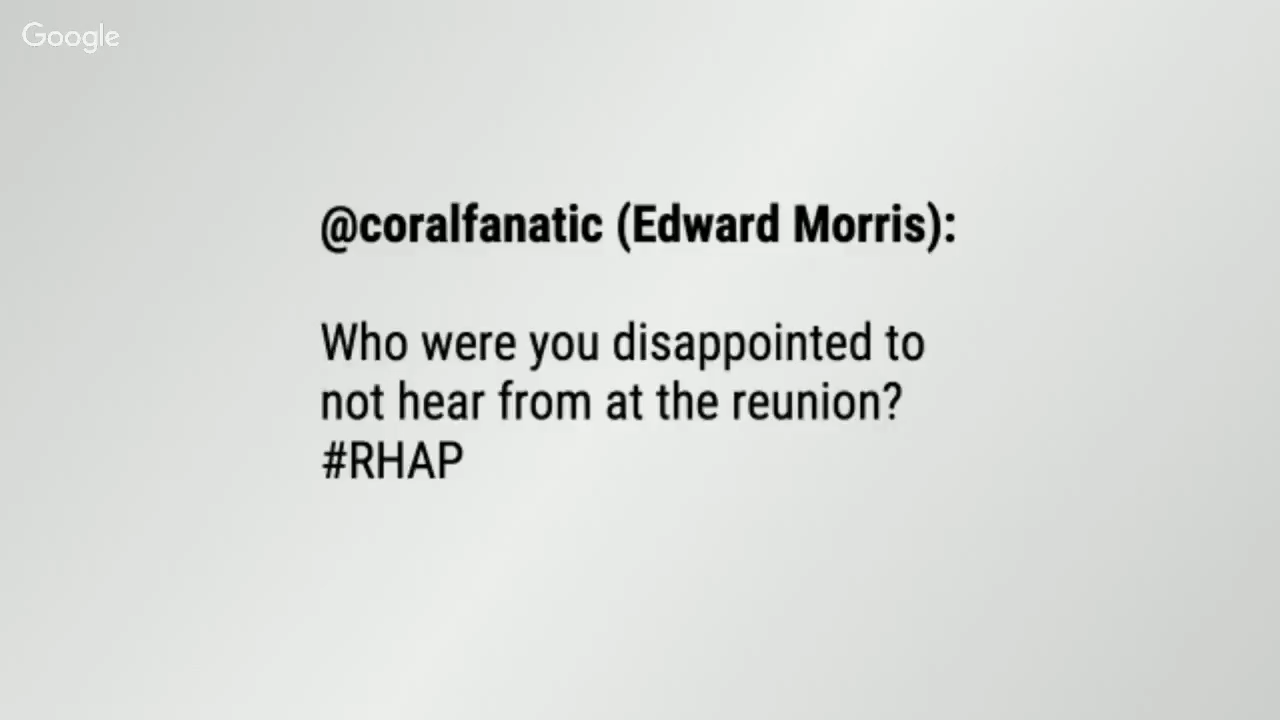 Google
@coralfanatic (Edward Morris):
Who were you disappointed to
not hear from at the reunion?
#RHAP